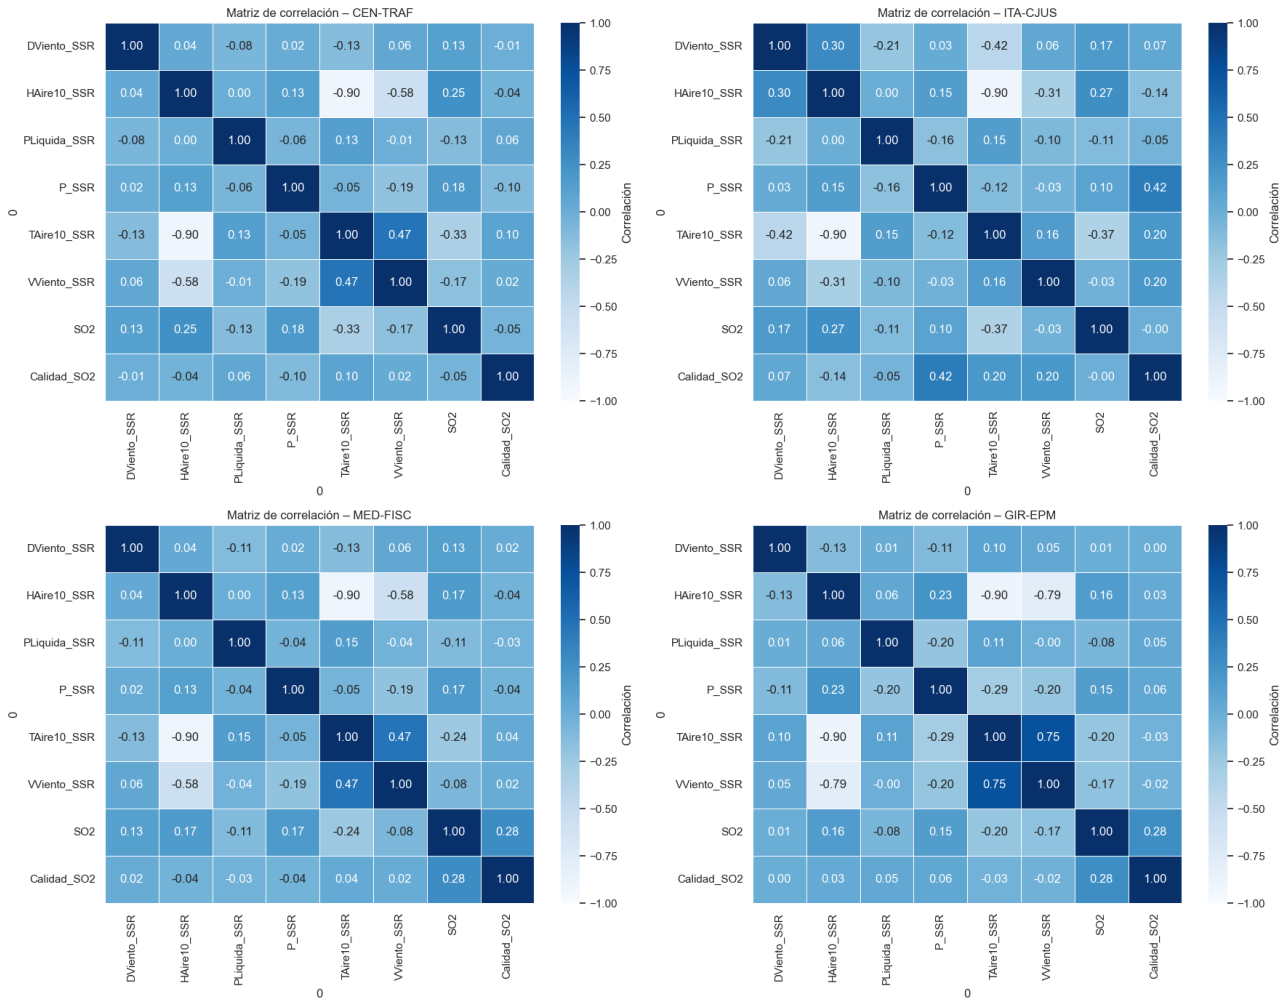 Matriz de correlación – CEN-TRAF
DViento_SSR 1.00 0.04 -0.08 0.02 -0.13 0.06 0.13 -0.01
HAire10_SSR 0.04 1.00 0.00 0.13 -0.90 -0.58 0.25 -0.04
PLiquida_SSR -0.08 0.00 1.00 -0.06 0.13 -0.01 -0.13 0.06
P_SSR 0.02 0.13 -0.06 1.00 -0.05 -0.19 0.18 -0.10
TAire10_SSR -0.13 -0.90 0.13 -0.05 1.00 0.47 -0.33 0.10
VViento_SSR 0.06 -0.58 -0.01 -0.19 0.47 1.00 -0.17 0.02
SO2 0.13 0.25 -0.13 0.18 -0.33 -0.17 1.00 -0.05
Calidad_SO2 -0.01 -0.04 0.06 -0.10 0.10 0.02 -0.05 1.00
0
DViento_SSR HAire10_SSR PLiquida_SSR P_SSR TAire10_SSR VViento_SSR SO2 Calidad_SO2
0
1.00
0.75
0.50
0.25
0.00
−0.25
−0.50
−0.75
−1.00
Correlación
Matriz de correlación – ITA-CJUS
DViento_SSR 1.00 0.30 -0.21 0.03 -0.42 0.06 0.17 0.07
HAire10_SSR 0.30 1.00 0.00 0.15 -0.90 -0.31 0.27 -0.14
PLiquida_SSR -0.21 0.00 1.00 -0.16 0.15 -0.10 -0.11 -0.05
P_SSR 0.03 0.15 -0.16 1.00 -0.12 -0.03 0.10 0.42
TAire10_SSR -0.42 -0.90 0.15 -0.12 1.00 0.16 -0.37 0.20
VViento_SSR 0.06 -0.31 -0.10 -0.03 0.16 1.00 -0.03 0.20
SO2 0.17 0.27 -0.11 0.10 -0.37 -0.03 1.00 -0.00
Calidad_SO2 0.07 -0.14 -0.05 0.42 0.20 0.20 -0.00 1.00
0
DViento_SSR HAire10_SSR PLiquida_SSR P_SSR TAire10_SSR VViento_SSR SO2 Calidad_SO2
0
1.00
0.75
0.50
0.25
0.00
−0.25
−0.50
−0.75
−1.00
Correlación
Matriz de correlación – MED-FISC
DViento_SSR 1.00 0.04 -0.11 0.02 -0.13 0.06 0.13 0.02
HAire10_SSR 0.04 1.00 0.00 0.13 -0.90 -0.58 0.17 -0.04
PLiquida_SSR -0.11 0.00 1.00 -0.04 0.15 -0.04 -0.11 -0.03
P_SSR 0.02 0.13 -0.04 1.00 -0.05 -0.19 0.17 -0.04
TAire10_SSR -0.13 -0.90 0.15 -0.05 1.00 0.47 -0.24 0.04
VViento_SSR 0.06 -0.58 -0.04 -0.19 0.47 1.00 -0.08 0.02
SO2 0.13 0.17 -0.11 0.17 -0.24 -0.08 1.00 0.28
Calidad_SO2 0.02 -0.04 -0.03 -0.04 0.04 0.02 0.28 1.00
0
DViento_SSR HAire10_SSR PLiquida_SSR P_SSR TAire10_SSR VViento_SSR SO2 Calidad_SO2
0
1.00
0.75
0.50
0.25
0.00
−0.25
−0.50
−0.75
−1.00
Correlación
Matriz de correlación – GIR-EPM
DViento_SSR 1.00 -0.13 0.01 -0.11 0.10 0.05 0.01 0.00
HAire10_SSR -0.13 1.00 0.06 0.23 -0.90 -0.79 0.16 0.03
PLiquida_SSR 0.01 0.06 1.00 -0.20 0.11 -0.00 -0.08 0.05
P_SSR -0.11 0.23 -0.20 1.00 -0.29 -0.20 0.15 0.06
TAire10_SSR 0.10 -0.90 0.11 -0.29 1.00 0.75 -0.20 -0.03
VViento_SSR 0.05 -0.79 -0.00 -0.20 0.75 1.00 -0.17 -0.02
SO2 0.01 0.16 -0.08 0.15 -0.20 -0.17 1.00 0.28
Calidad_SO2 0.00 0.03 0.05 0.06 -0.03 -0.02 0.28 1.00
0
DViento_SSR HAire10_SSR PLiquida_SSR P_SSR TAire10_SSR VViento_SSR SO2 Calidad_SO2
0
1.00
0.75
0.50
0.25
0.00
−0.25
−0.50
−0.75
−1.00
Correlación